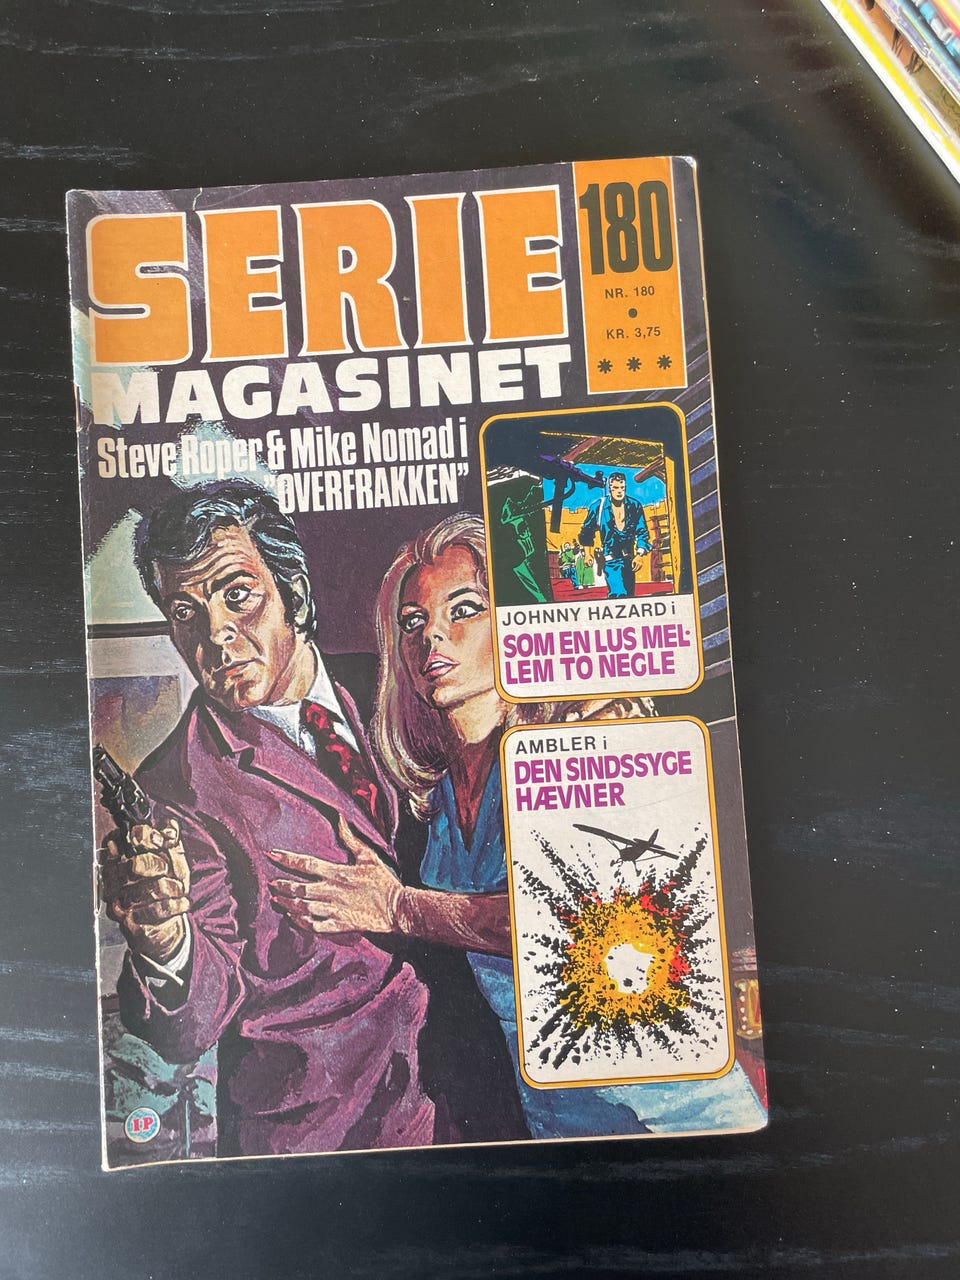 SERIE
MAGASINET
180
NR. 180
KR. 3,75
* * *
Steve Roper & Mike Nomad i
"OVERFRAKKEN"
JOHNNY HAZARD i
SOM EN LUS MEL-
LEM TO NEGLE
AMBLER i
DEN SINDSSYGE
HÆVNER
I·P